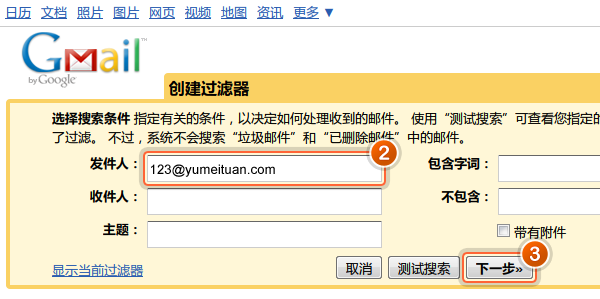 日历 文档 照片 图片 网页 视频 地图 资讯 更多 ▼
Gmail™
by Google
创建过滤器
选择搜索条件 指定有关的条件，以决定如何处理收到的邮件。 使用“测试搜索”可查看您指定的
了过滤。 不过，系统不会搜索“垃圾邮件”和“已删除邮件”中的邮件。
发件人： 123@yumeituan.com 2 包含字词：
收件人： 不包含：
主题： 带有附件
3
显示当前过滤器 取消 测试搜索 下一步»